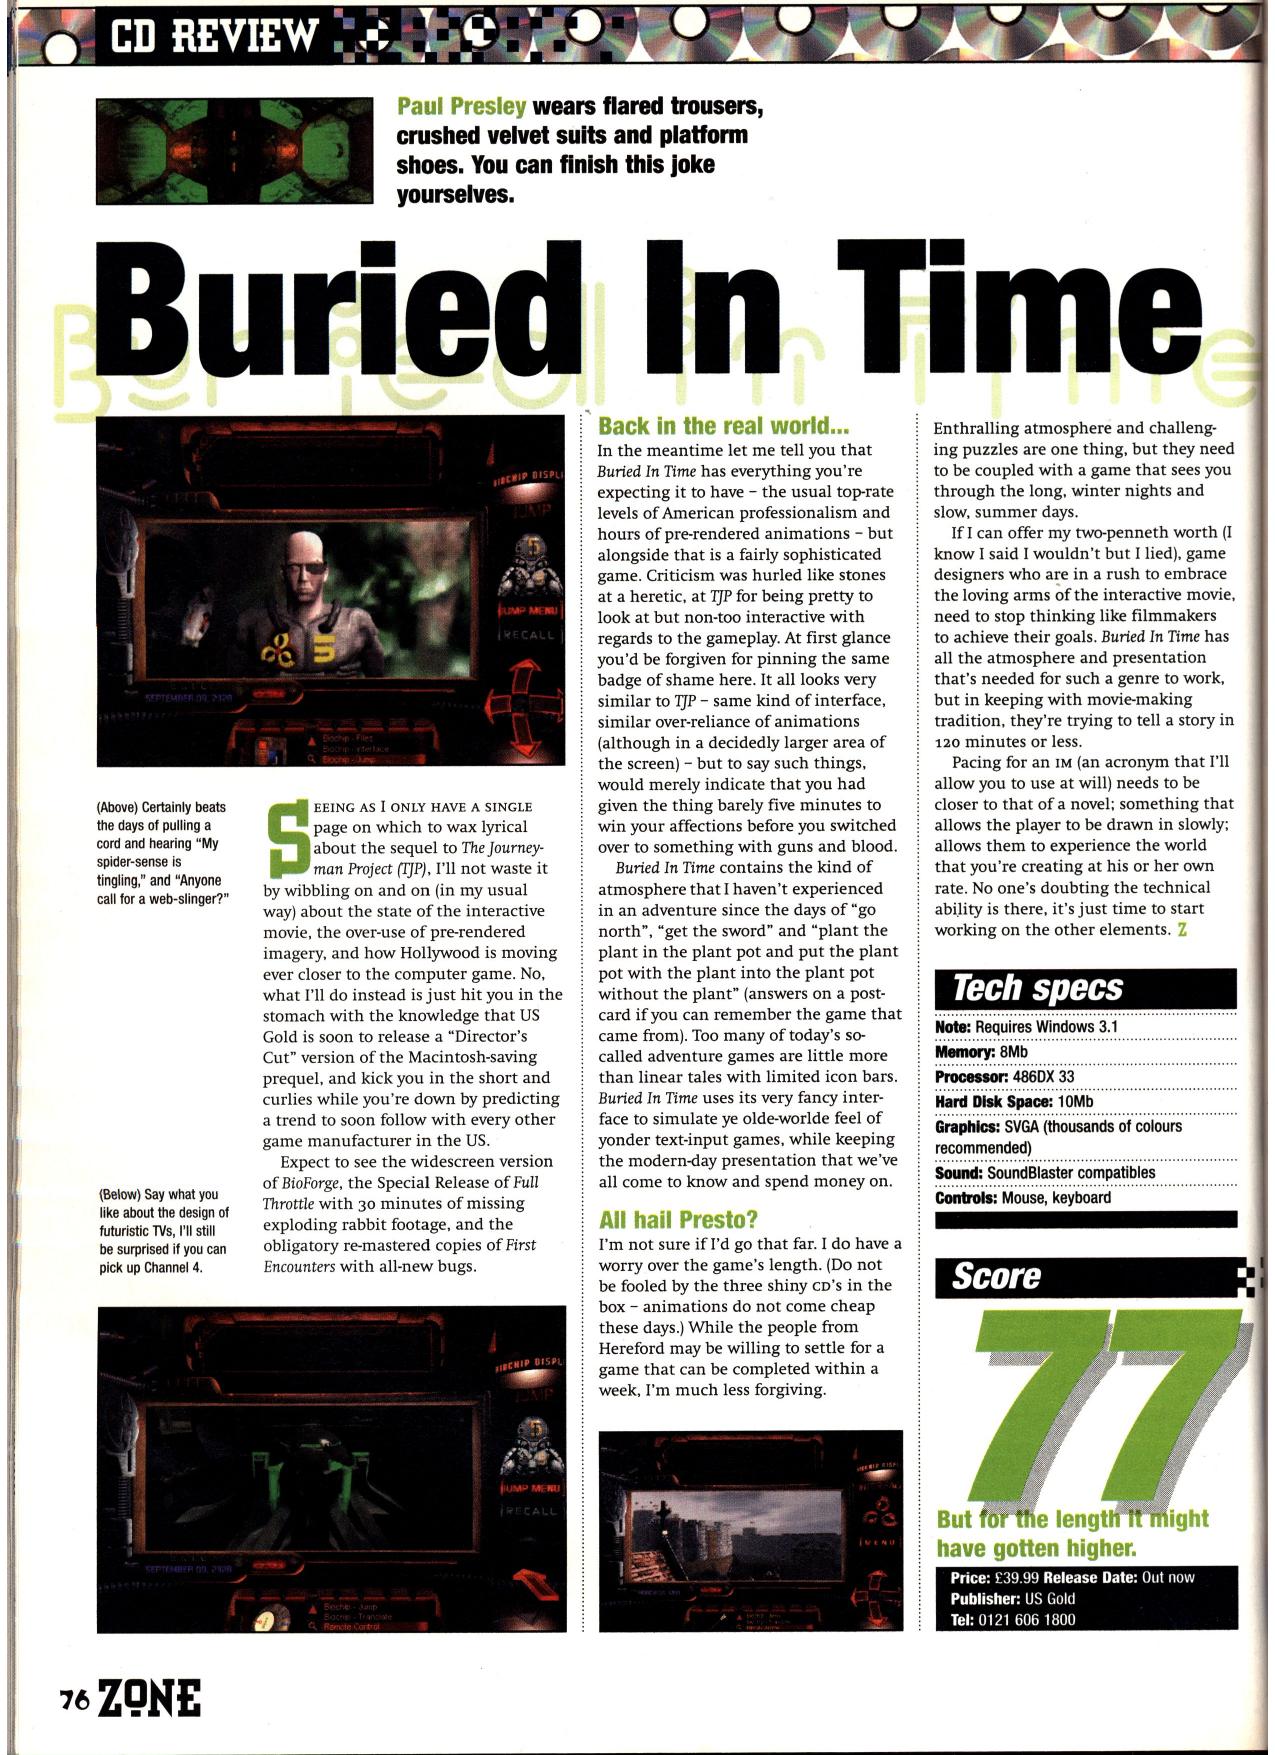 CD REVIEW
Paul Presley wears flared trousers,
crushed velvet suits and platform
shoes. You can finish this joke
yourselves.
Buried In Time
(Above) Certainly beats
the days of pulling a
cord and hearing “My
spider-sense is
tingling,” and “Anyone
call for a web-slinger?”
SEEING AS I ONLY HAVE A SINGLE
page on which to wax lyrical
about the sequel to The Journey-
man Project (TJP), I'll not waste it
by wibbling on and on (in my usual
way) about the state of the interactive
movie, the over-use of pre-rendered
imagery, and how Hollywood is moving
ever closer to the computer game. No,
what I'll do instead is just hit you in the
stomach with the knowledge that US
Gold is soon to release a “Director's
Cut” version of the Macintosh-saving
prequel, and kick you in the short and
curlies while you're down by predicting
a trend to soon follow with every other
game manufacturer in the US.
Expect to see the widescreen version
of BioForge, the Special Release of Full
Throttle with 30 minutes of missing
exploding rabbit footage, and the
obligatory re-mastered copies of First
Encounters with all-new bugs.
(Below) Say what you
like about the design of
futuristic TVs, I'll still
be surprised if you can
pick up Channel 4.
Back in the real world...
In the meantime let me tell you that
Buried In Time has everything you're
expecting it to have – the usual top-rate
levels of American professionalism and
hours of pre-rendered animations – but
alongside that is a fairly sophisticated
game. Criticism was hurled like stones
at a heretic, at TJP for being pretty to
look at but non-too interactive with
regards to the gameplay. At first glance
you'd be forgiven for pinning the same
badge of shame here. It all looks very
similar to TJP – same kind of interface,
similar over-reliance of animations
(although in a decidedly larger area of
the screen) – but to say such things,
would merely indicate that you had
given the thing barely five minutes to
win your affections before you switched
over to something with guns and blood.
Buried In Time contains the kind of
atmosphere that I haven't experienced
in an adventure since the days of “go
north”, “get the sword” and “plant the
plant in the plant pot and put the plant
pot with the plant into the plant pot
without the plant” (answers on a post-
card if you can remember the game that
came from). Too many of today's so-
called adventure games are little more
than linear tales with limited icon bars.
Buried In Time uses its very fancy inter-
face to simulate ye olde-worlde feel of
yonder text-input games, while keeping
the modern-day presentation that we've
all come to know and spend money on.
All hail Presto?
I'm not sure if I'd go that far. I do have a
worry over the game's length. (Do not
be fooled by the three shiny CD's in the
box – animations do not come cheap
these days.) While the people from
Hereford may be willing to settle for a
game that can be completed within a
week, I'm much less forgiving.
Enthralling atmosphere and challeng-
ing puzzles are one thing, but they need
to be coupled with a game that sees you
through the long, winter nights and
slow, summer days.
If I can offer my two-penneth worth (I
know I said I wouldn't but I lied), game
designers who are in a rush to embrace
the loving arms of the interactive movie,
need to stop thinking like filmmakers
to achieve their goals. Buried In Time has
all the atmosphere and presentation
that's needed for such a genre to work,
but in keeping with movie-making
tradition, they're trying to tell a story in
120 minutes or less.
Pacing for an IM (an acronym that I'll
allow you to use at will) needs to be
closer to that of a novel; something that
allows the player to be drawn in slowly;
allows them to experience the world
that you're creating at his or her own
rate. No one's doubting the technical
ability is there, it's just time to start
working on the other elements. Z
Tech specs
Note: Requires Windows 3.1
Memory: 8Mb
Processor: 486DX 33
Hard Disk Space: 10Mb
Graphics: SVGA (thousands of colours
recommended)
Sound: SoundBlaster compatibles
Controls: Mouse, keyboard
Score
77
But for the length it might
have gotten higher.
Price: £39.99 Release Date: Out now
Publisher: US Gold
Tel: 0121 606 1800
BIOCHIP DISPL
JUMP
5
JUMP MENU
RECALL
SEPTEMBER 09, 2328
Biochip - Files
Biochip - Interface
Biochip - Jump
BIOCHIP DISPL
JUMP
5
JUMP MENU
RECALL
SEPTEMBER 09, 2328
Biochip - Jump
Biochip - Translate
Remote Control
MENU
76 ZONE